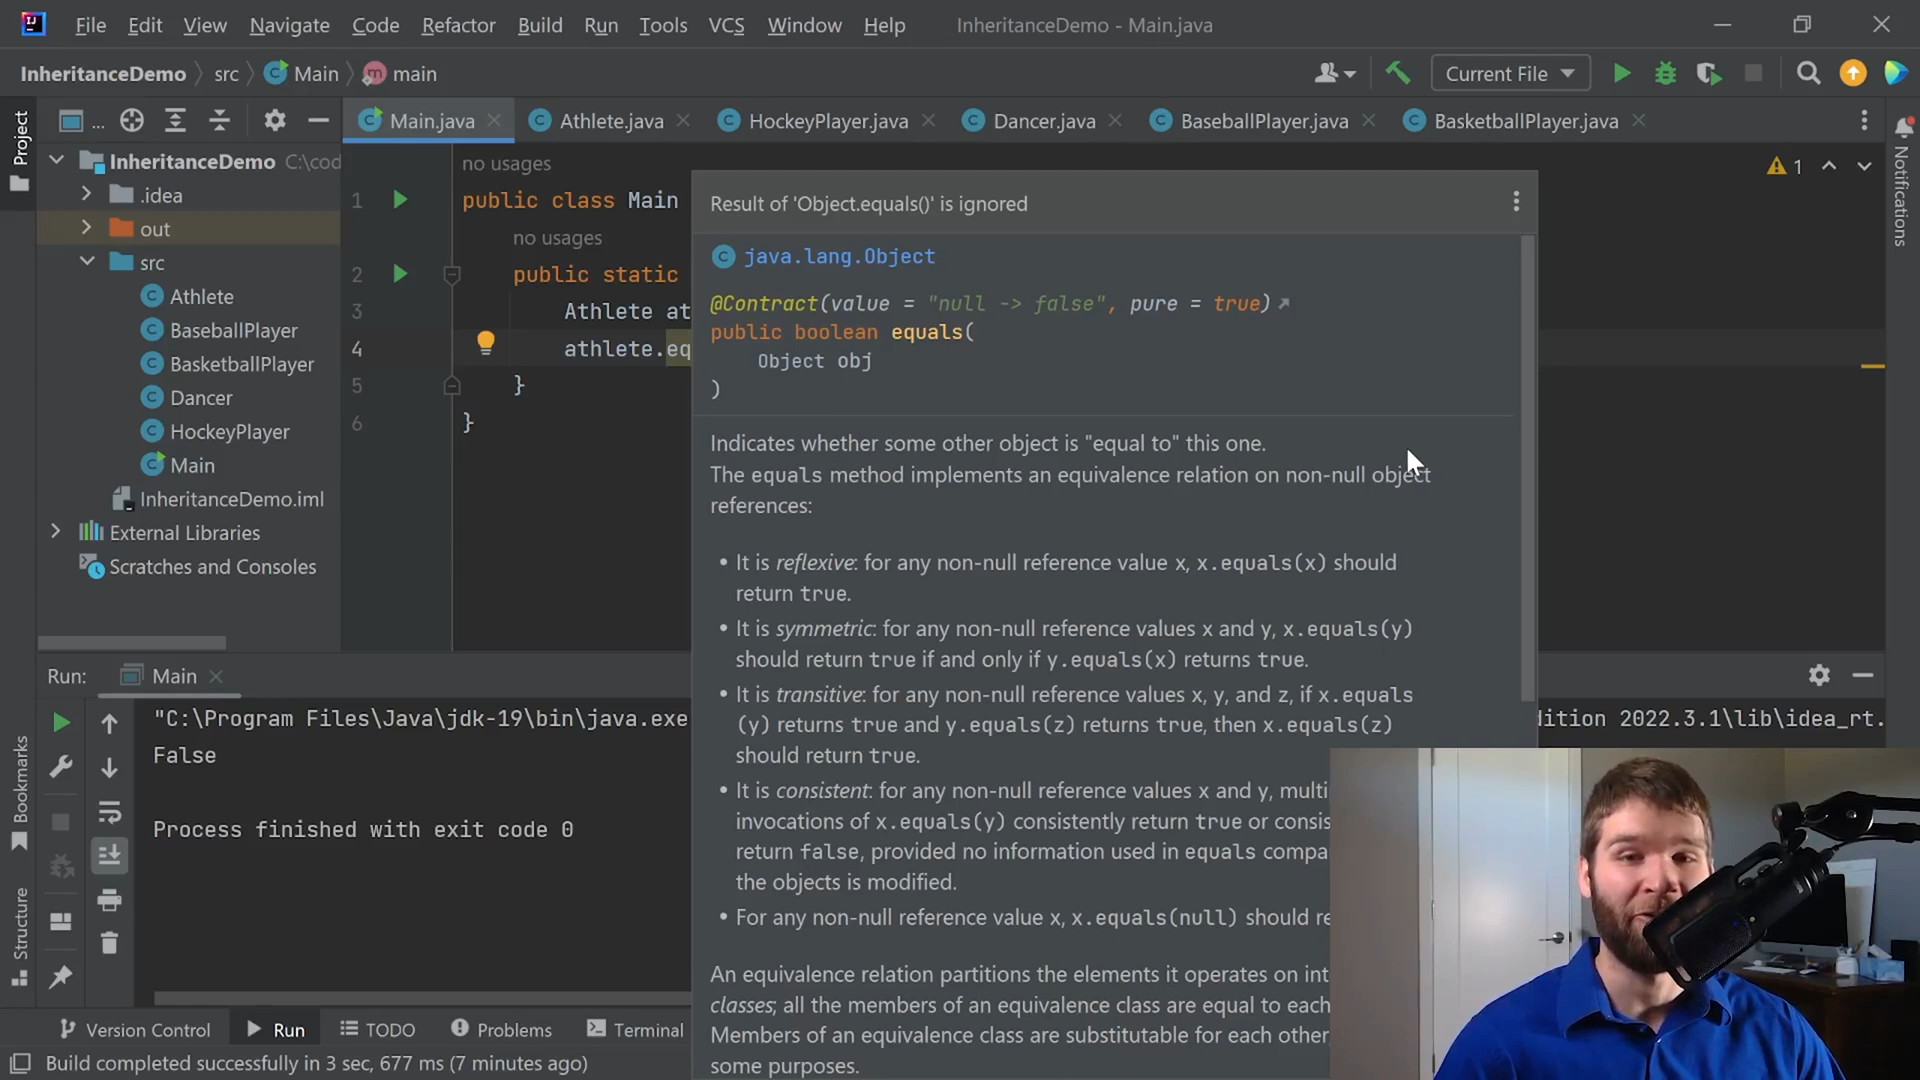 File Edit View Navigate Code Refactor Build Run Tools VCS Window Help InheritanceDemo - Main.java
InheritanceDemo src Main main Current File
Project
... Main.java Athlete.java HockeyPlayer.java Dancer.java BaseballPlayer.java BasketballPlayer.java
InheritanceDemo C:\cod
.idea
out
src
Athlete
BaseballPlayer
BasketballPlayer
Dancer
HockeyPlayer
Main
InheritanceDemo.iml
External Libraries
Scratches and Consoles
no usages
1 public class Main
no usages
2 public static
3 Athlete at
4 athlete.eq
5 }
6 }
1
Notifications
Result of 'Object.equals()' is ignored
java.lang.Object
@Contract(value = "null -> false", pure = true)
public boolean equals(
Object obj
)
Indicates whether some other object is "equal to" this one.
The equals method implements an equivalence relation on non-null object
references:
• It is reflexive: for any non-null reference value x, x.equals(x) should
return true.
• It is symmetric: for any non-null reference values x and y, x.equals(y)
should return true if and only if y.equals(x) returns true.
• It is transitive: for any non-null reference values x, y, and z, if x.equals
(y) returns true and y.equals(z) returns true, then x.equals(z)
should return true.
• It is consistent: for any non-null reference values x and y, multi
invocations of x.equals(y) consistently return true or consis
return false, provided no information used in equals compa
the objects is modified.
• For any non-null reference value x, x.equals(null) should re
An equivalence relation partitions the elements it operates on int
classes; all the members of an equivalence class are equal to each
Members of an equivalence class are substitutable for each other,
some purposes.
Run: Main
"C:\Program Files\Java\jdk-19\bin\java.exe
dition 2022.3.1\lib\idea_rt.
False
Process finished with exit code 0
Bookmarks
Structure
Version Control Run TODO Problems Terminal
Build completed successfully in 3 sec, 677 ms (7 minutes ago)